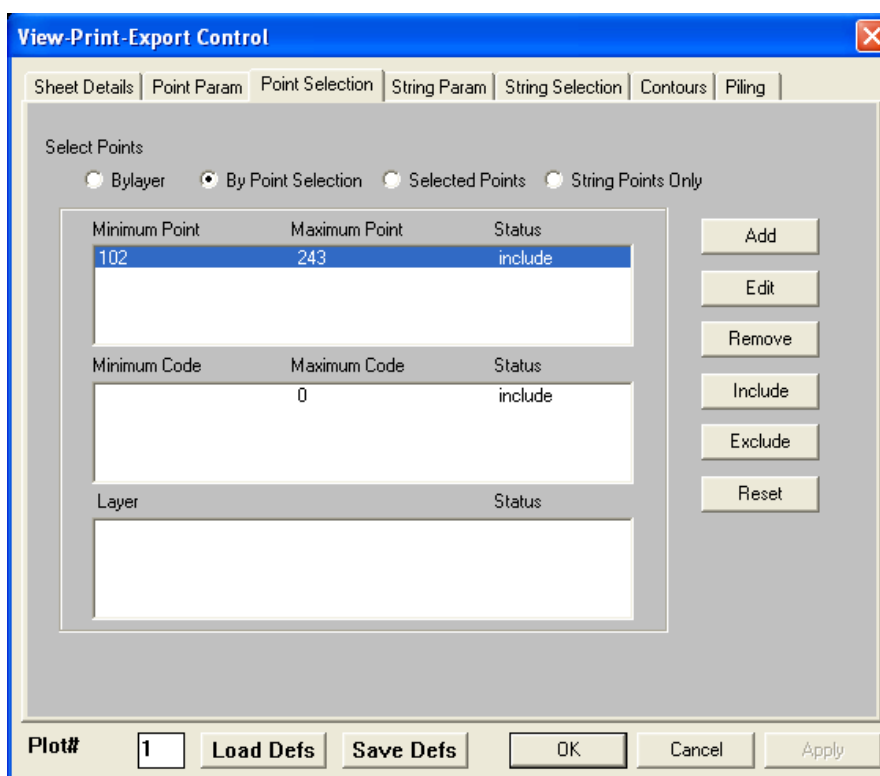 View-Print-Export Control
Sheet Details Point Param Point Selection String Param String Selection Contours Piling
Select Points
Bylayer By Point Selection Selected Points String Points Only
Minimum Point Maximum Point Status
102 243 include
Minimum Code Maximum Code Status
0 include
Layer Status
Add
Edit
Remove
Include
Exclude
Reset
Plot# 1 Load Defs Save Defs OK Cancel Apply